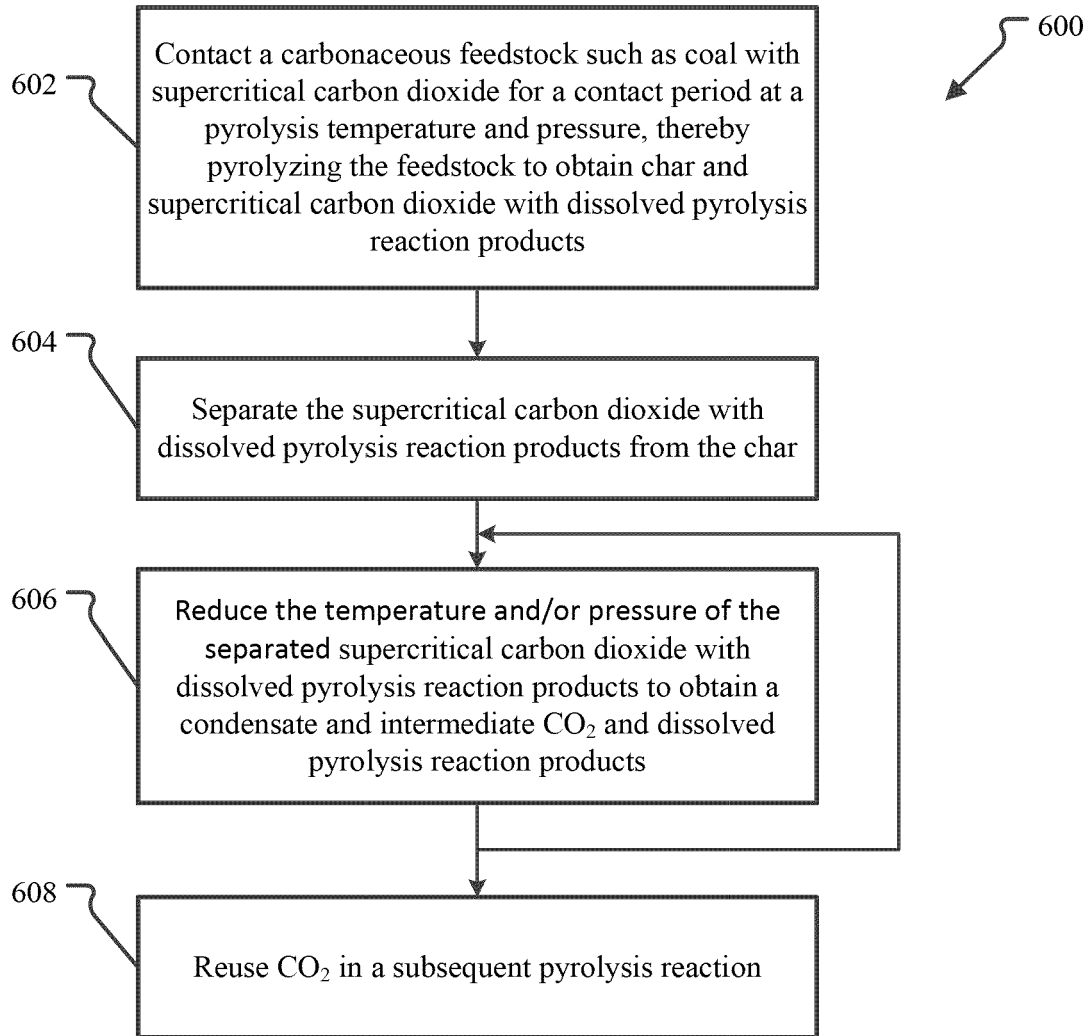 600
602
Contact a carbonaceous feedstock such as coal with
supercritical carbon dioxide for a contact period at a
pyrolysis temperature and pressure, thereby
pyrolyzing the feedstock to obtain char and
supercritical carbon dioxide with dissolved pyrolysis
reaction products
604
Separate the supercritical carbon dioxide with
dissolved pyrolysis reaction products from the char
606
Reduce the temperature and/or pressure of the
separated supercritical carbon dioxide with
dissolved pyrolysis reaction products to obtain a
condensate and intermediate CO₂ and dissolved
pyrolysis reaction products
608
Reuse CO₂ in a subsequent pyrolysis reaction